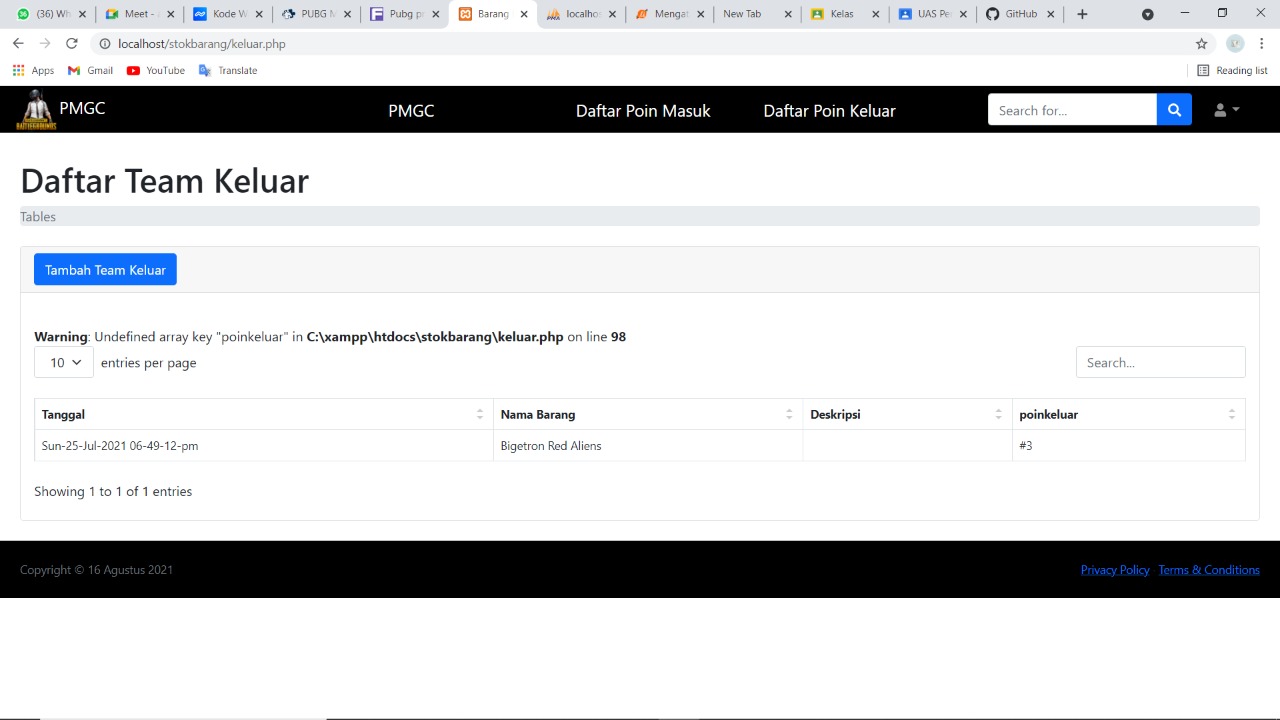 (31) Wh
Meet - a
Kode W
PUBG M
Pubg pr
Barang
localhos
Mengat
New Tab
Kelas
UAS Pe
GitHub
localhost/stokbarang/keluar.php
Apps
Gmail
YouTube
Translate
Reading list
PMGC
PMGC
Daftar Poin Masuk
Daftar Poin Keluar
Search for...
Daftar Team Keluar
Tables
Tambah Team Keluar
Warning: Undefined array key "poinkeluar" in C:\xampp\htdocs\stokbarang\keluar.php on line 98
10 entries per page
Search...
Tanggal Nama Barang Deskripsi poinkeluar
Sun-25-Jul-2021 06-49-12-pm Bigetron Red Aliens #3
Showing 1 to 1 of 1 entries
Copyright © 16 Agustus 2021
Privacy Policy Terms & Conditions